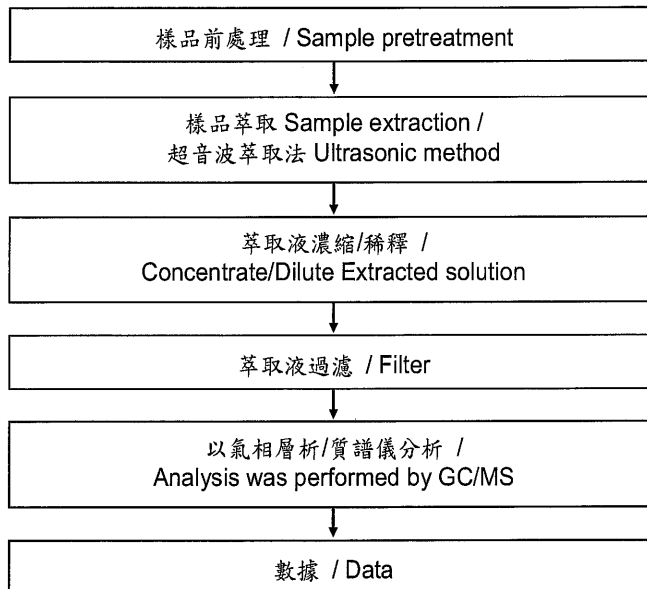 樣品前處理 / Sample pretreatment
樣品萃取 Sample extraction /
超音波萃取法 Ultrasonic method
萃取液濃縮/稀釋 /
Concentrate/Dilute Extracted solution
萃取液過濾 / Filter
以氣相層析/質譜儀分析 /
Analysis was performed by GC/MS
數據 / Data